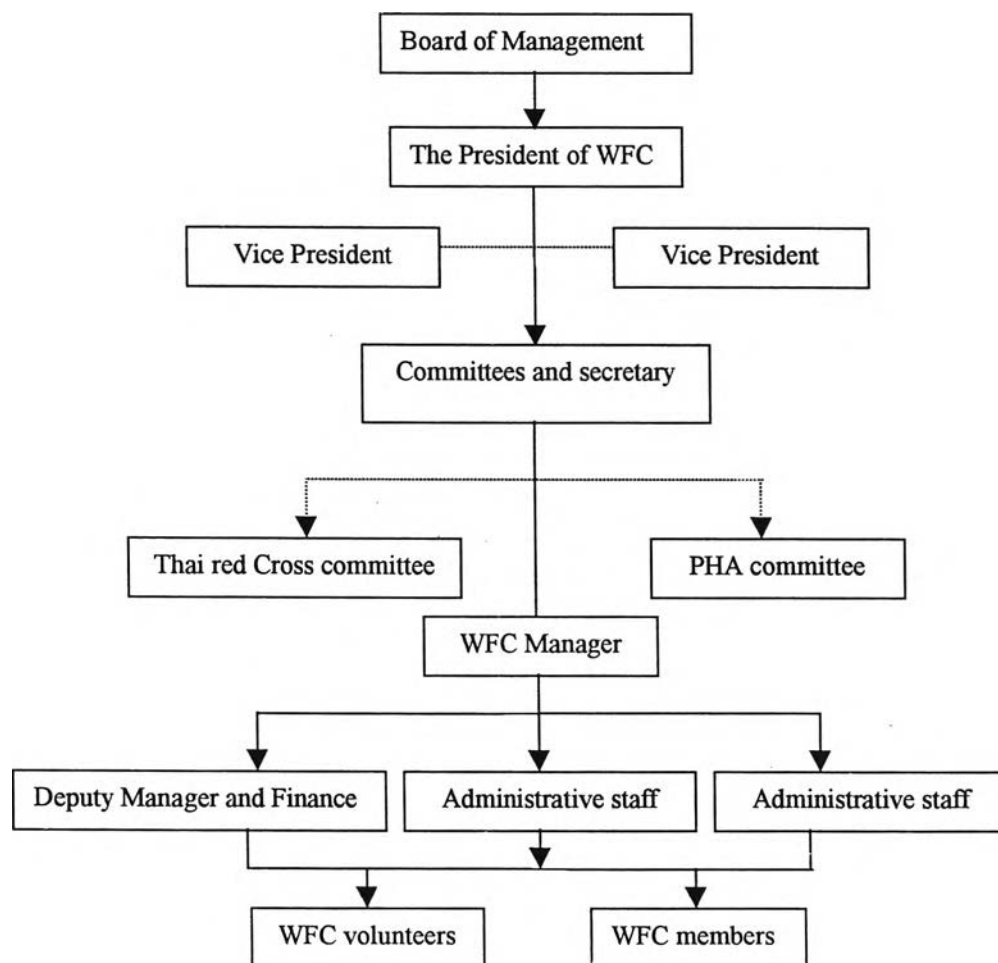 Board of Management
The President of WFC
Vice President
Vice President
Committees and secretary
Thai red Cross committee
PHA committee
WFC Manager
Deputy Manager and Finance
Administrative staff
Administrative staff
WFC volunteers
WFC members